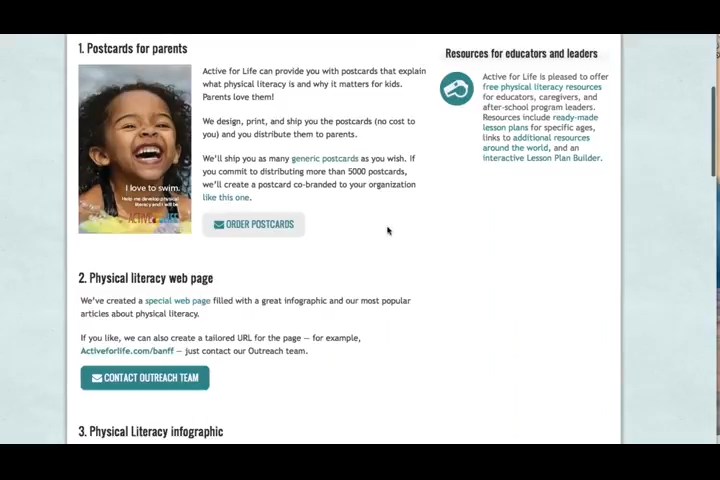 1. Postcards for parents
I love to swim.
Help me develop physical
literacy and I will be
Active for Life can provide you with postcards that explain
what physical literacy is and why it matters for kids.
Parents love them!
We design, print, and ship you the postcards (no cost to
you) and you distribute them to parents.
We'll ship you as many generic postcards as you wish. If
you commit to distributing more than 5000 postcards,
we'll create a postcard co-branded to your organization
like this one.
ORDER POSTCARDS
2. Physical literacy web page
We've created a special web page filled with a great infographic and our most popular
articles about physical literacy.
If you like, we can also create a tailored URL for the page — for example,
Activeforlife.com/banff — just contact our Outreach team.
CONTACT OUTREACH TEAM
3. Physical Literacy infographic
Resources for educators and leaders
Active for Life is pleased to offer
free physical literacy resources
for educators, caregivers, and
after-school program leaders.
Resources include ready-made
lesson plans for specific ages,
links to additional resources
around the world, and an
interactive Lesson Plan Builder.